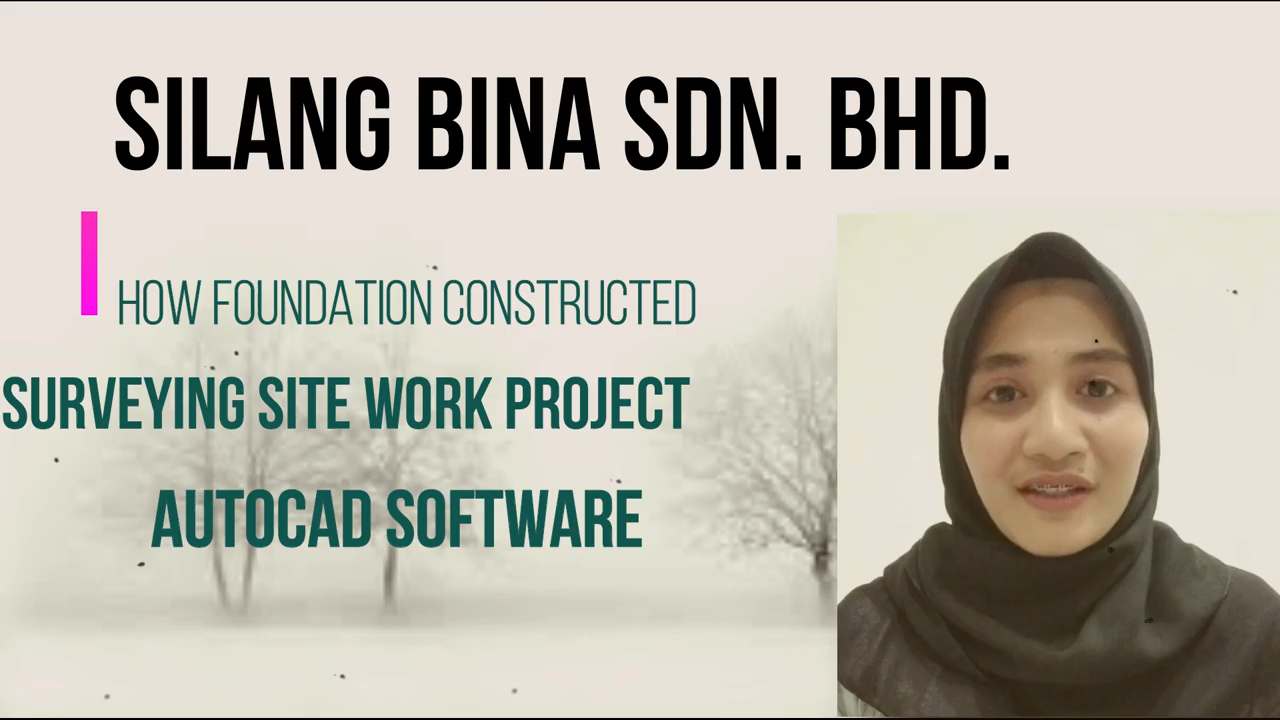 SILANG BINA SDN. BHD.
HOW FOUNDATION CONSTRUCTED
SURVEYING SITE WORK PROJECT
AUTOCAD SOFTWARE